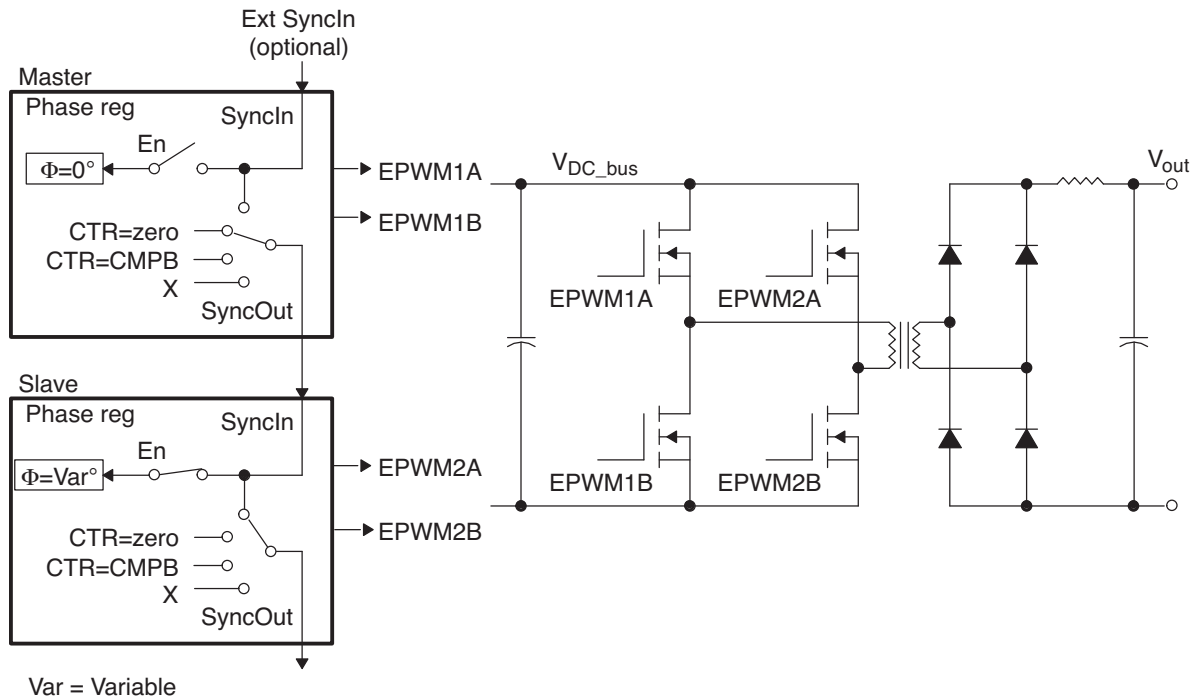 Ext SyncIn
(optional)
Master
Phase reg
SyncIn
En
Φ=0°
EPWM1A
EPWM1B
CTR=zero
CTR=CMPB
X
SyncOut
Slave
Phase reg
SyncIn
En
Φ=Var°
EPWM2A
EPWM2B
CTR=zero
CTR=CMPB
X
SyncOut
Var = Variable
VDC_bus
Vout
EPWM1A
EPWM2A
EPWM1B
EPWM2B